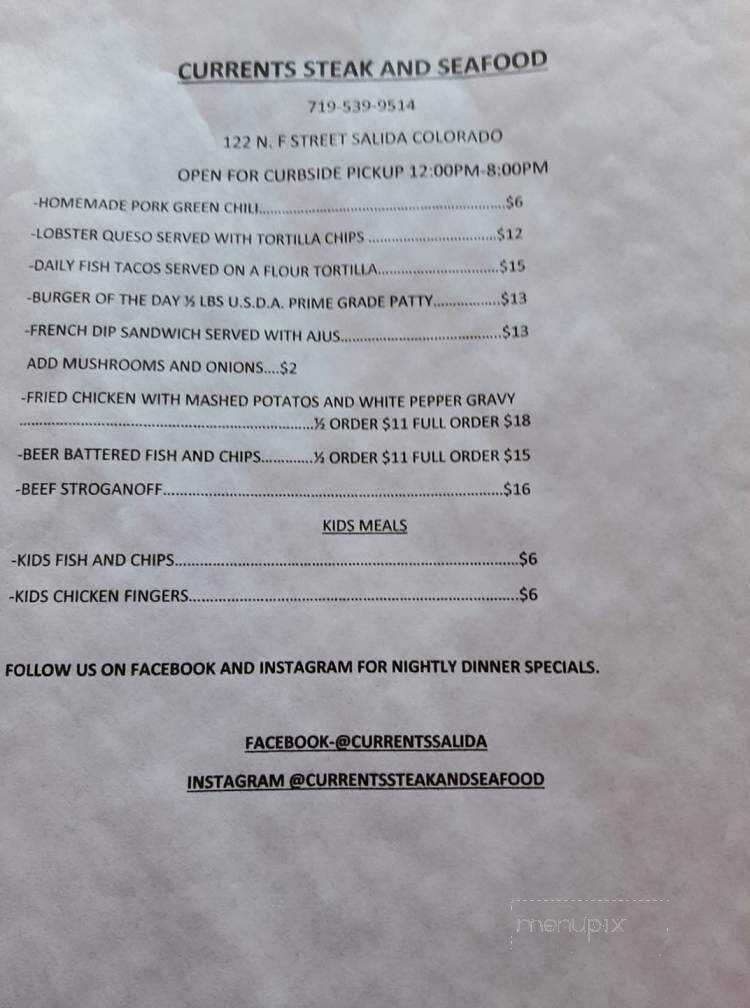 CURRENTS STEAK AND SEAFOOD
719-539-9514
122 N. F STREET SALIDA COLORADO
OPEN FOR CURBSIDE PICKUP 12:00PM-8:00PM
-HOMEMADE PORK GREEN CHILI..........$6
-LOBSTER QUESO SERVED WITH TORTILLA CHIPS ..........$12
-DAILY FISH TACOS SERVED ON A FLOUR TORTILLA..........$15
-BURGER OF THE DAY ½ LBS U.S.D.A. PRIME GRADE PATTY..........$13
-FRENCH DIP SANDWICH SERVED WITH AJUS..........$13
ADD MUSHROOMS AND ONIONS....$2
-FRIED CHICKEN WITH MASHED POTATOS AND WHITE PEPPER GRAVY
..........½ ORDER $11 FULL ORDER $18
-BEER BATTERED FISH AND CHIPS..........½ ORDER $11 FULL ORDER $15
-BEEF STROGANOFF..........$16
KIDS MEALS
-KIDS FISH AND CHIPS..........$6
-KIDS CHICKEN FINGERS..........$6
FOLLOW US ON FACEBOOK AND INSTAGRAM FOR NIGHTLY DINNER SPECIALS.
FACEBOOK-@CURRENTSSALIDA
INSTAGRAM @CURRENTSSTEAKANDSEAFOOD
menupix